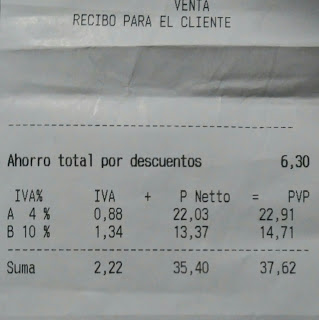 VENTA
RECIBO PARA EL CLIENTE
Ahorro total por descuentos 6,30
IVA% IVA + P Netto = PVP
A 4 % 0,88 22,03 22,91
B 10 % 1,34 13,37 14,71
Suma 2,22 35,40 37,62